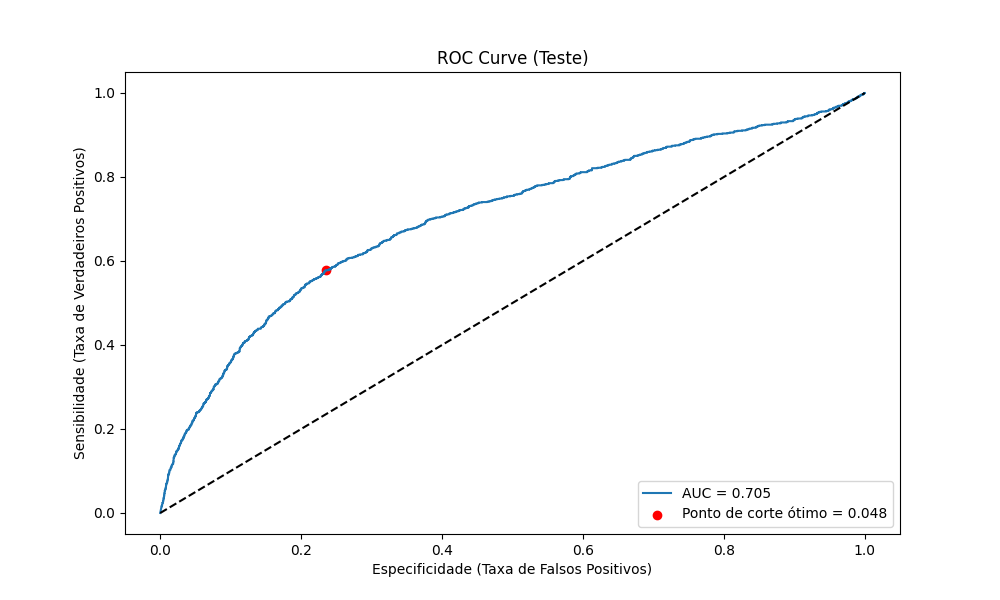 ROC Curve (Teste)
Sensibilidade (Taxa de Verdadeiros Positivos)
1.0
0.8
0.6
0.4
0.2
0.0
AUC = 0.705
Ponto de corte ótimo = 0.048
0.0 0.2 0.4 0.6 0.8 1.0
Especificidade (Taxa de Falsos Positivos)